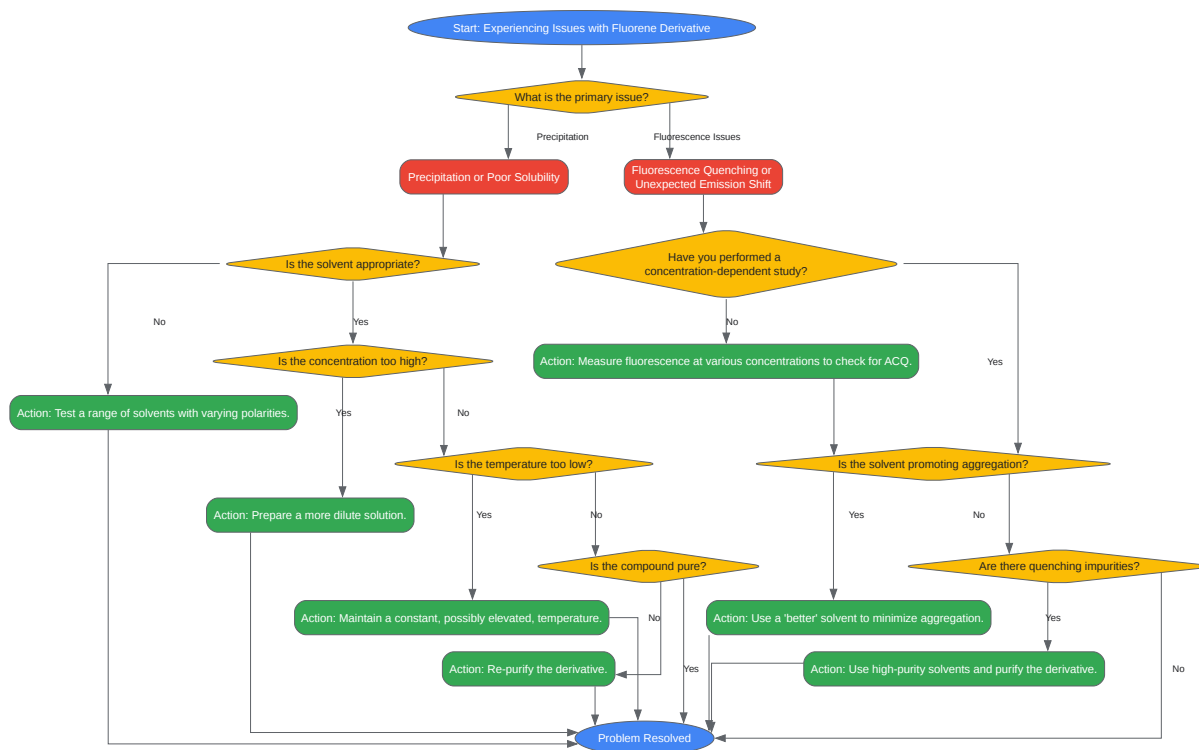 Start: Experiencing Issues with Fluorene Derivative
What is the primary issue?
Precipitation
Fluorescence Issues
Precipitation or Poor Solubility
Fluorescence Quenching or
Unexpected Emission Shift
Is the solvent appropriate?
Have you performed a
concentration-dependent study?
No
Yes
No
Is the concentration too high?
Action: Measure fluorescence at various concentrations to check for ACQ.
Yes
Action: Test a range of solvents with varying polarities.
Yes
No
Is the temperature too low?
Is the solvent promoting aggregation?
Action: Prepare a more dilute solution.
Yes
No
Yes
No
Is the compound pure?
Are there quenching impurities?
Action: Maintain a constant, possibly elevated, temperature.
No
Action: Use a 'better' solvent to minimize aggregation.
Yes
Action: Re-purify the derivative.
Yes
Action: Use high-purity solvents and purify the derivative.
No
Problem Resolved